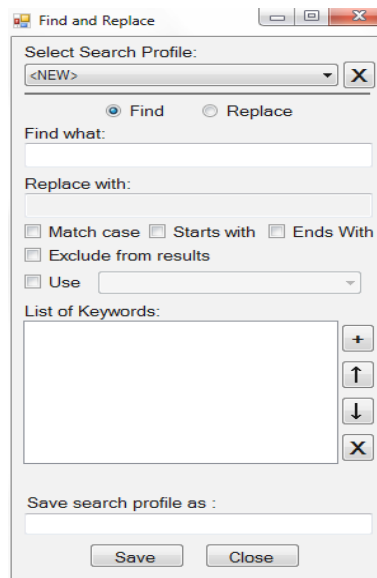 Find and Replace
Select Search Profile:
<NEW> X
Find Replace
Find what:
Replace with:
Match case Starts with Ends With
Exclude from results
Use
List of Keywords:
+
↑
↓
X
Save search profile as :
Save Close